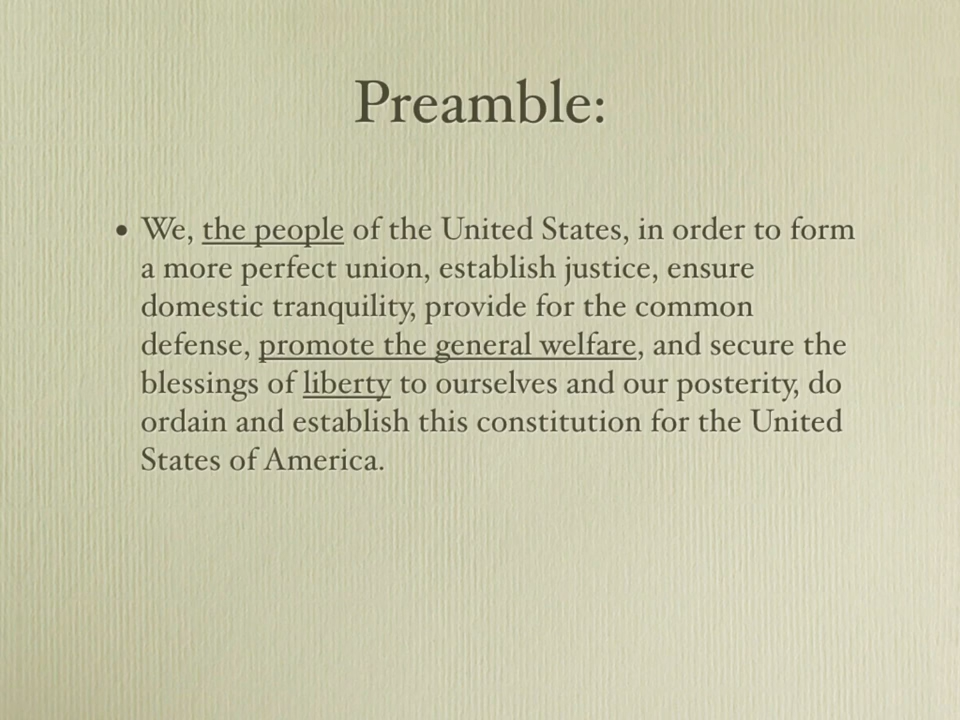 Preamble:
• We, the people of the United States, in order to form
a more perfect union, establish justice, ensure
domestic tranquility, provide for the common
defense, promote the general welfare, and secure the
blessings of liberty to ourselves and our posterity, do
ordain and establish this constitution for the United
States of America.